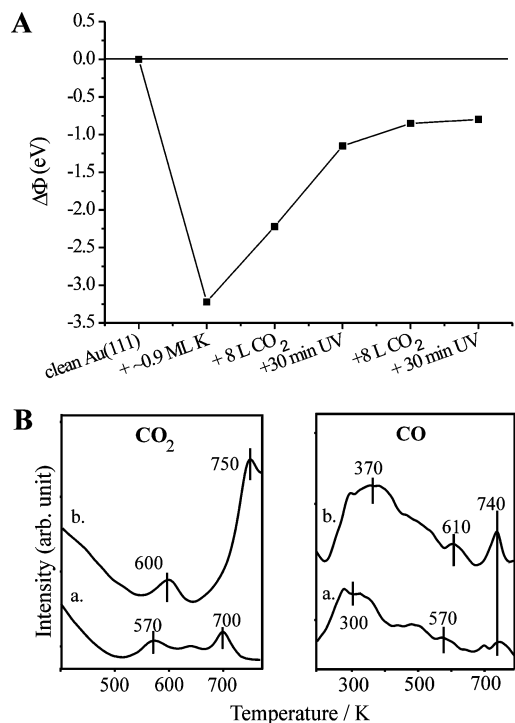 A
0.5
0.0
-0.5
-1.0
-1.5
-2.0
-2.5
-3.0
-3.5
ΔΦ (eV)
clean Au(111)
+ ~0.9 ML K
+8 L CO2
+30 min UV
+8 L CO2
+ 30 min UV
B
Intensity (arb. unit)
CO2
750
b.
600
a.
570
700
500 600 700
CO
370
740
b.
610
a.
300
570
300 500 700
Temperature / K